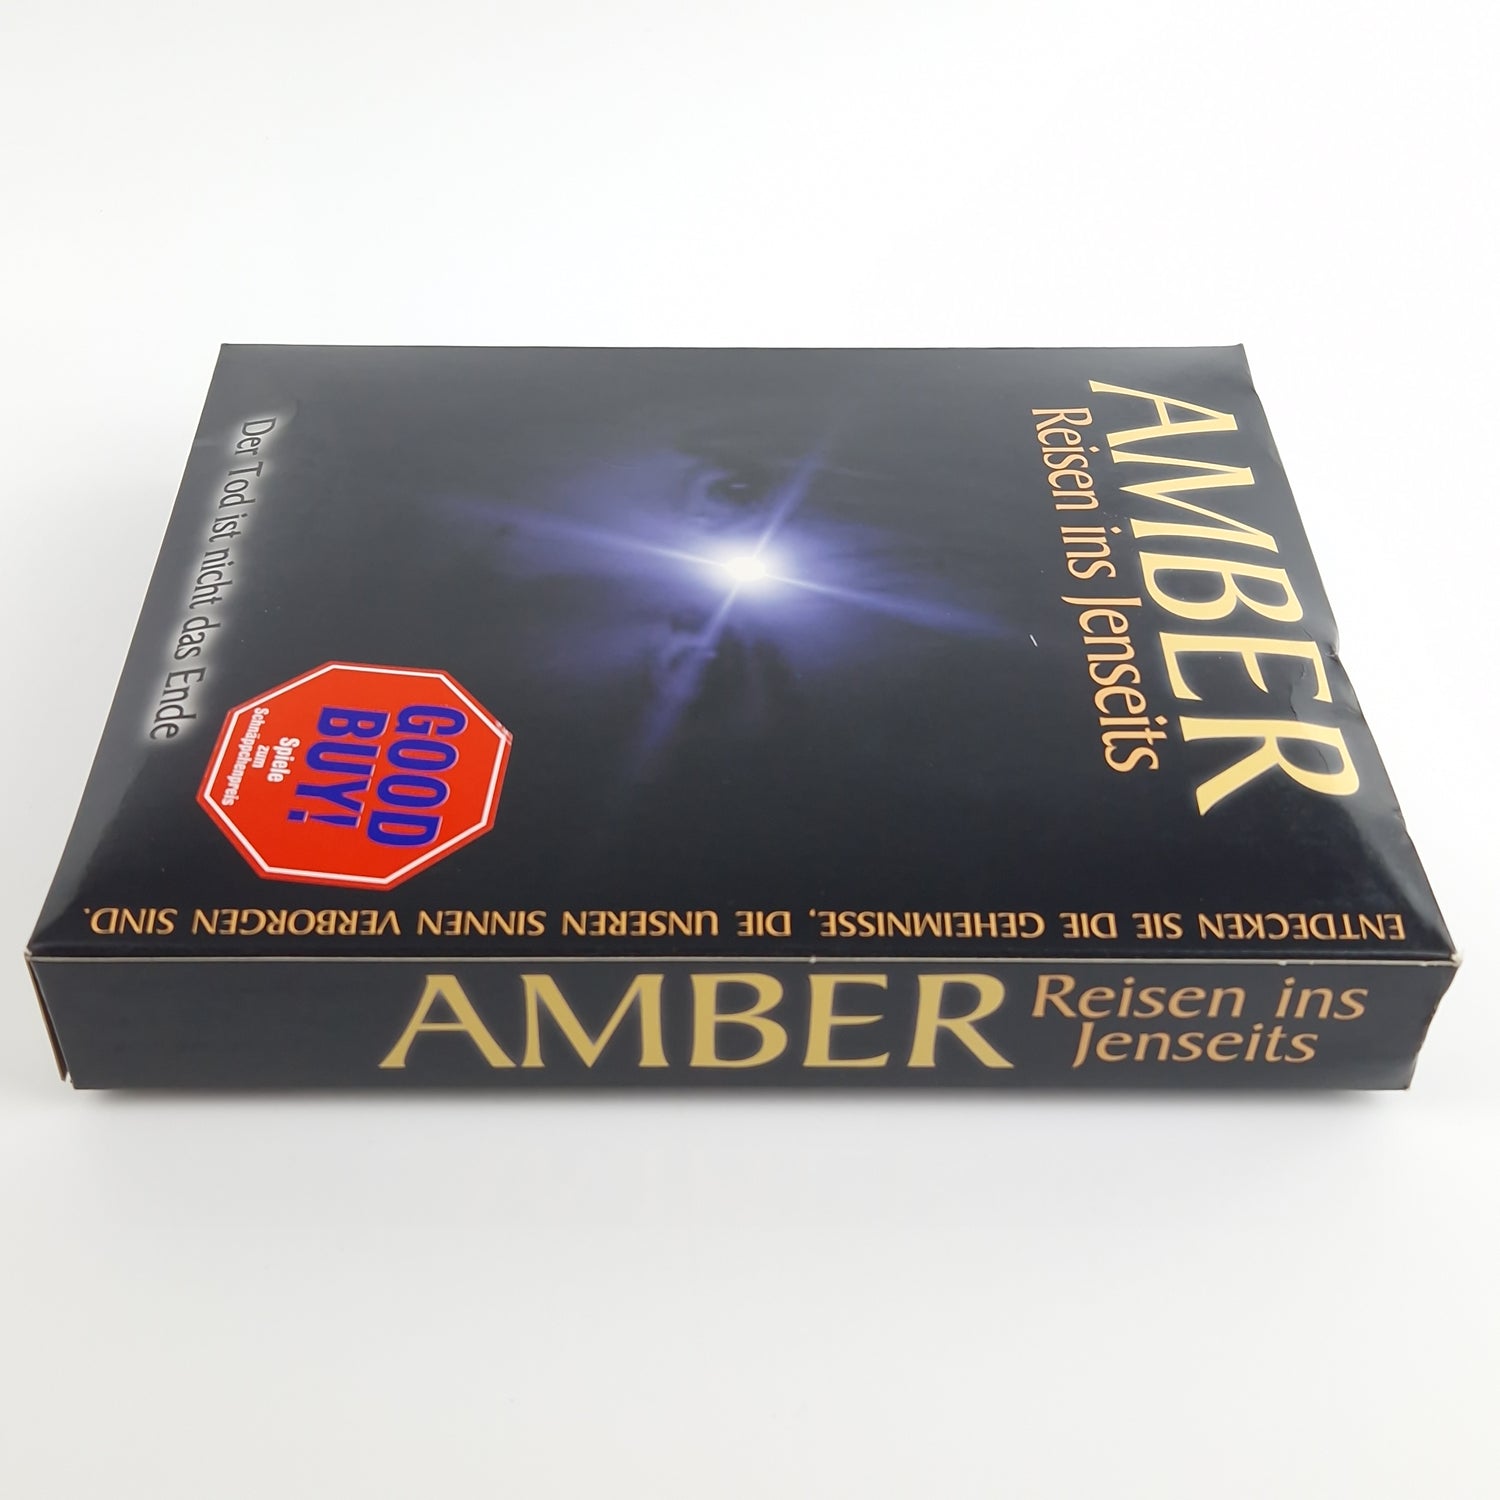 AMBER
Reisen ins Jenseits
Der Tod ist nicht das Ende
GOOD
BUY!
Spiele
zum
Schnäppchenpreis
ENTDECKEN SIE DIE GEHEIMNISSE, DIE UNSEREN SINNEN VERBORGEN SIND.
AMBER
Reisen ins
Jenseits